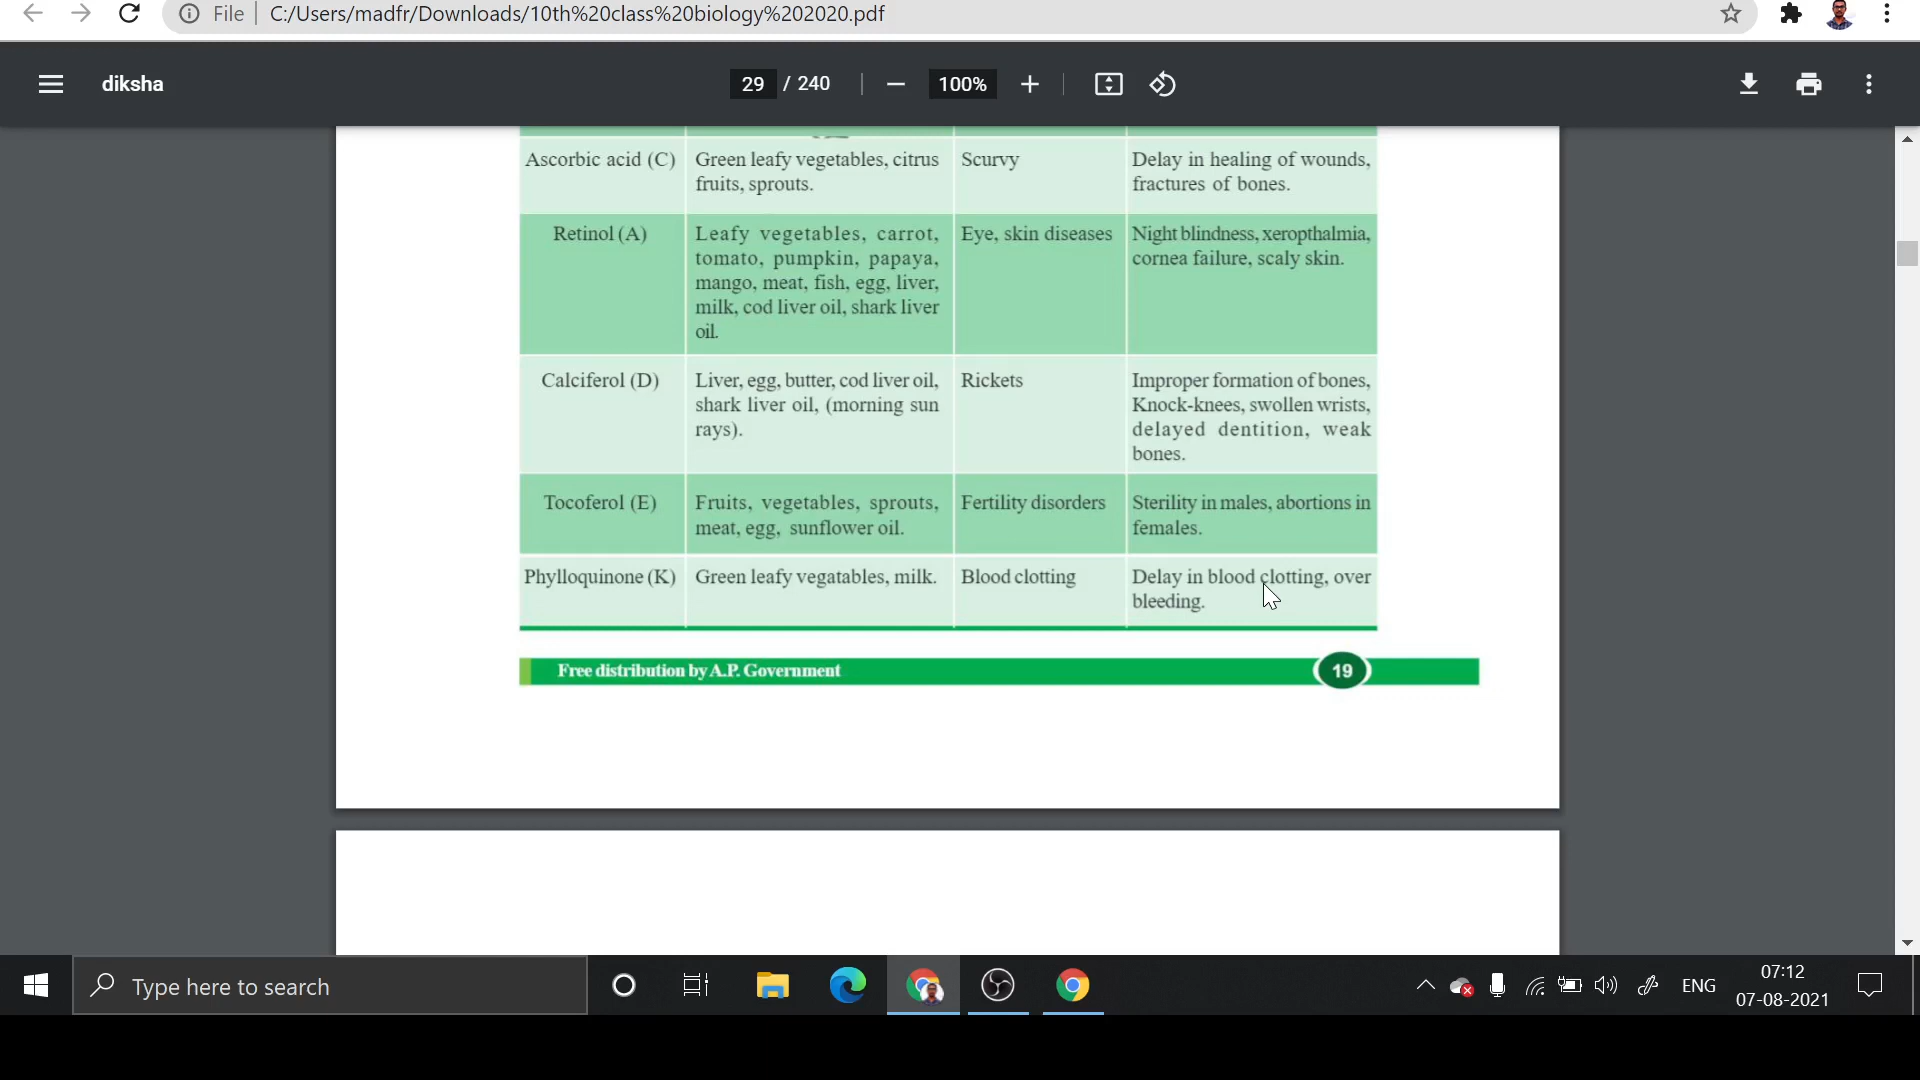 File
C:/Users/madfr/Downloads/10th%20class%20biology%202020.pdf
diksha
29 / 240
100%
Ascorbic acid (C)
Green leafy vegetables, citrus
fruits, sprouts.
Scurvy
Delay in healing of wounds,
fractures of bones.
Retinol (A)
Leafy vegetables, carrot,
tomato, pumpkin, papaya,
mango, meat, fish, egg, liver,
milk, cod liver oil, shark liver
oil.
Eye, skin diseases
Night blindness, xeropthalmia,
cornea failure, scaly skin.
Calciferol (D)
Liver, egg, butter, cod liver oil,
shark liver oil, (morning sun
rays).
Rickets
Improper formation of bones,
Knock-knees, swollen wrists,
delayed dentition, weak
bones.
Tocoferol (E)
Fruits, vegetables, sprouts,
meat, egg, sunflower oil.
Fertility disorders
Sterility in males, abortions in
females.
Phylloquinone (K)
Green leafy vegatables, milk.
Blood clotting
Delay in blood clotting, over
bleeding.
Free distribution by A.P. Government
19
Type here to search
ENG
07:12
07-08-2021